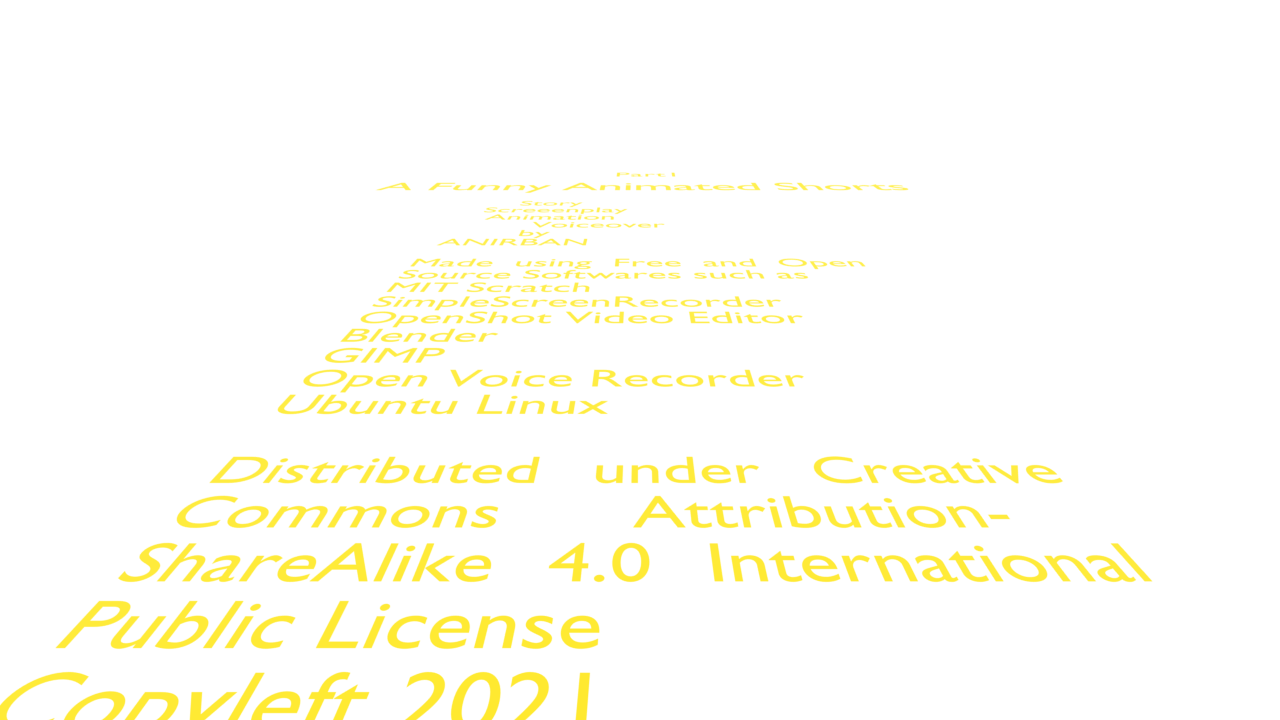 Part I
A Funny Animated Shorts
Story
Screeenplay
Animation
Voiceover
by
ANIRBAN
Made using Free and Open
Source Softwares such as
MIT Scratch
SimpleScreenRecorder
OpenShot Video Editor
Blender
GIMP
Open Voice Recorder
Ubuntu Linux
Distributed under Creative
Commons Attribution-
ShareAlike 4.0 International
Public License
Copyleft 2021